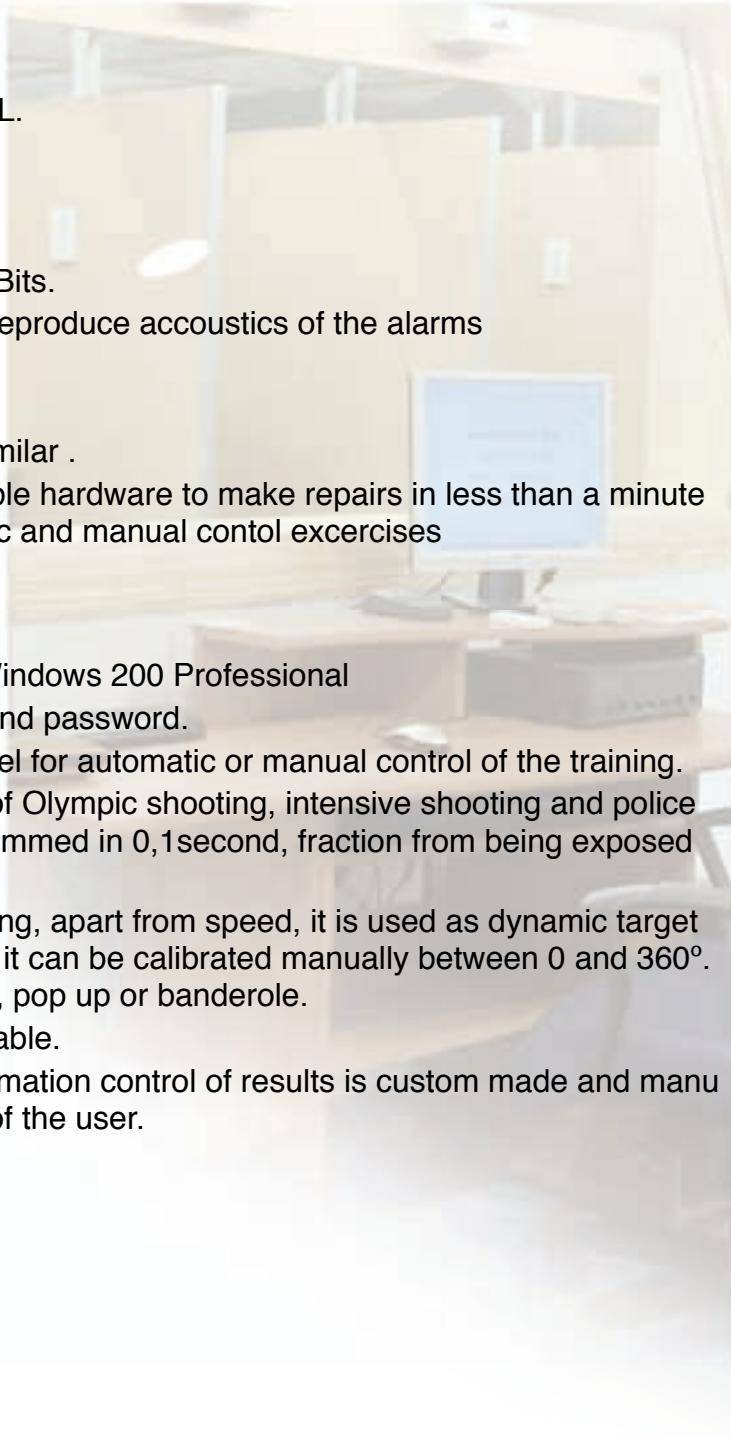 L.
Bits.
eproduce accoustics of the alarms
milar .
ble hardware to make repairs in less than a minute
c and manual contol excercises
indows 200 Professional
nd password.
el for automatic or manual control of the training.
of Olympic shooting, intensive shooting and police
mmed in 0,1second, fraction from being exposed
ng, apart from speed, it is used as dynamic target
it can be calibrated manually between 0 and 360º.
, pop up or banderole.
able.
rmation control of results is custom made and manu
of the user.